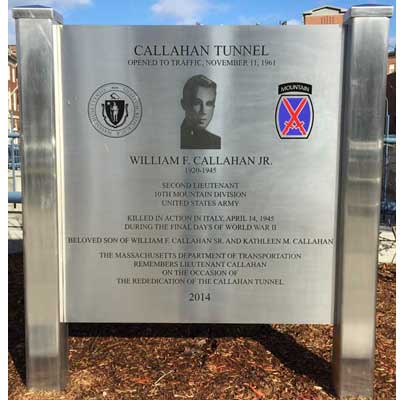 CALLAHAN TUNNEL
OPENED TO TRAFFIC, NOVEMBER 11, 1961
MOUNTAIN
WILLIAM F. CALLAHAN JR.
1920-1945
SECOND LIEUTENANT
10TH MOUNTAIN DIVISION
UNITED STATES ARMY
KILLED IN ACTION IN ITALY, APRIL 14, 1945
DURING THE FINAL DAYS OF WORLD WAR II
BELOVED SON OF WILLIAM F. CALLAHAN SR. AND KATHLEEN M. CALLAHAN
THE MASSACHUSETTS DEPARTMENT OF TRANSPORTATION
REMEMBERS LIEUTENANT CALLAHAN
ON THE OCCASION OF
THE REDEDICATION OF THE CALLAHAN TUNNEL
2014